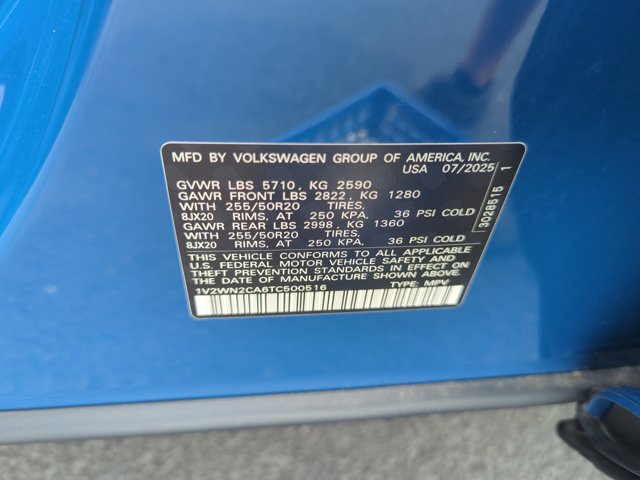 MFD BY VOLKSWAGEN GROUP OF AMERICA, INC.
USA 07/2025
GVWR LBS 5710, KG 2590
GAWR FRONT LBS 2822, KG 1280
WITH 255/50R20 TIRES,
8JX20 RIMS, AT 250 KPA, 36 PSI COLD
GAWR REAR LBS 2998, KG 1360
WITH 255/50R20 TIRES,
8JX20 RIMS, AT 250 KPA, 36 PSI COLD
THIS VEHICLE CONFORMS TO ALL APPLICABLE
U.S. FEDERAL MOTOR VEHICLE SAFETY AND
THEFT PREVENTION STANDARDS IN EFFECT ON
THE DATE OF MANUFACTURE SHOWN ABOVE.
1V2WN2CA6TC500516 TYPE: MPV
3028515 1